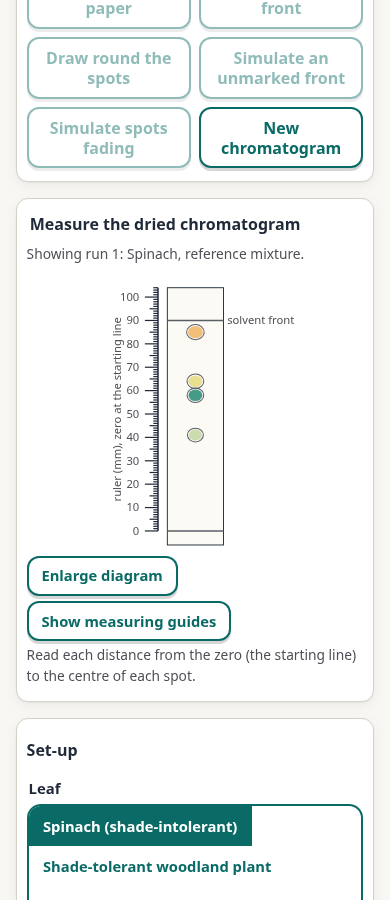 paper
front
Draw round the
spots
Simulate an
unmarked front
Simulate spots
fading
New
chromatogram
Measure the dried chromatogram
Showing run 1: Spinach, reference mixture.
ruler (mm), zero at the starting line
100
90
80
70
60
50
40
30
20
10
0
solvent front
Enlarge diagram
Show measuring guides
Read each distance from the zero (the starting line)
to the centre of each spot.
Set-up
Leaf
Spinach (shade-intolerant)
Shade-tolerant woodland plant